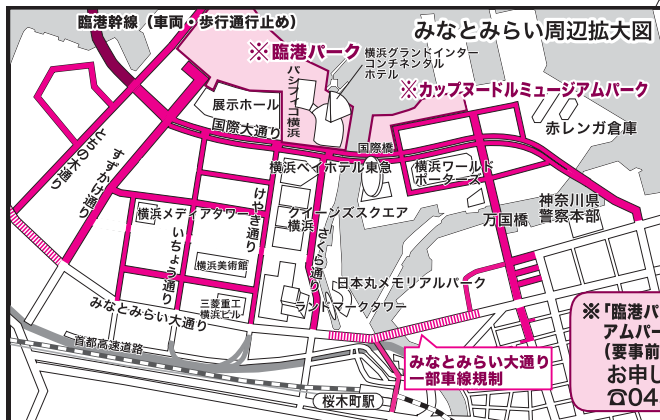 臨港幹線（車両・歩行通行止め）
みなとみらい周辺拡大図
※臨港パーク
横浜グランドインター
コンチネンタル
ホテル
パシフィコ横浜
展示ホール
※カップヌードルミュージアムパーク
国際大通り
国際橋
赤レンガ倉庫
とちの木通り
すずかけ通り
横浜ベイホテル東急
横浜ワールド
ポーターズ
けやき通り
神奈川県
警察本部
横浜メディアタワー
クイーンズスクエア
横浜
万国橋
いちょう通り
さくら通り
横浜美術館
日本丸メモリアルパーク
みなとみらい大通り
三菱重工
横浜ビル
ランドマークタワー
首都高速道路
みなとみらい大通り
一部車線規制
桜木町駅
※「臨港パ
アムパー
（要事前
お申し
☎04